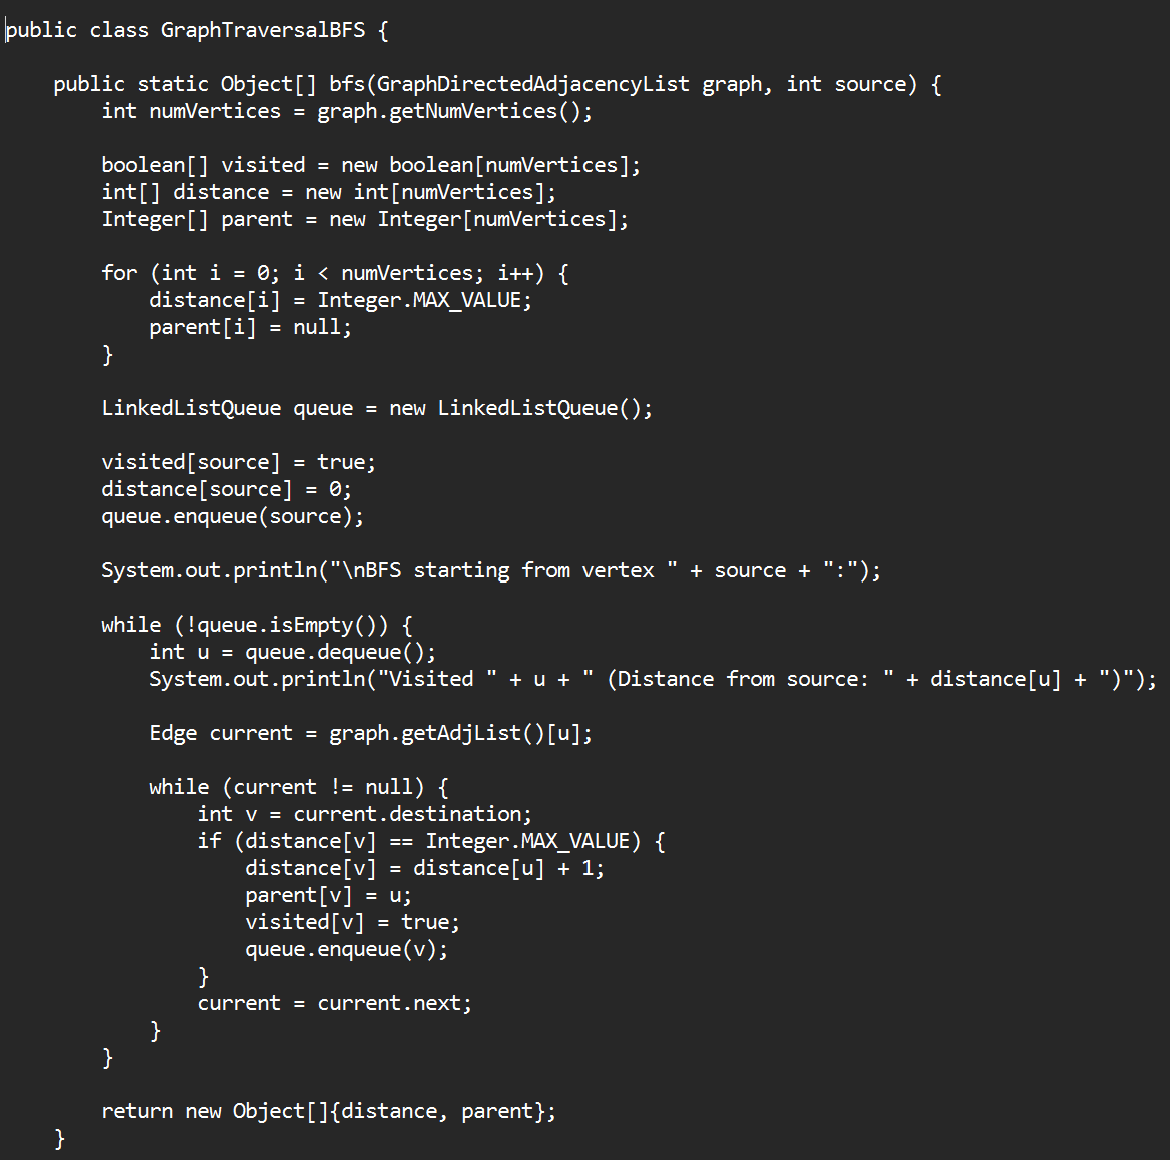 public class GraphTraversalBFS {
    public static Object[] bfs(GraphDirectedAdjacencyList graph, int source) {
        int numVertices = graph.getNumVertices();
        boolean[] visited = new boolean[numVertices];
        int[] distance = new int[numVertices];
        Integer[] parent = new Integer[numVertices];
        for (int i = 0; i < numVertices; i++) {
            distance[i] = Integer.MAX_VALUE;
            parent[i] = null;
        }
        LinkedListQueue queue = new LinkedListQueue();
        visited[source] = true;
        distance[source] = 0;
        queue.enqueue(source);
        System.out.println("\nBFS starting from vertex " + source + ":");
        while (!queue.isEmpty()) {
            int u = queue.dequeue();
            System.out.println("Visited " + u + " (Distance from source: " + distance[u] + ")");
            Edge current = graph.getAdjList()[u];
            while (current != null) {
                int v = current.destination;
                if (distance[v] == Integer.MAX_VALUE) {
                    distance[v] = distance[u] + 1;
                    parent[v] = u;
                    visited[v] = true;
                    queue.enqueue(v);
                }
                current = current.next;
            }
        }
        return new Object[]{distance, parent};
    }